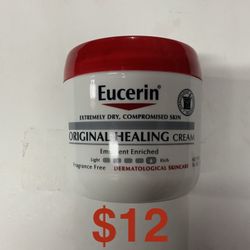 Eucerin
EXTREMELY DRY, COMPROMISED SKIN
ORIGINAL HEALING CREAM
Emollient Enriched
Light Rich
Fragrance Free DERMATOLOGICAL SKINCARE
$12